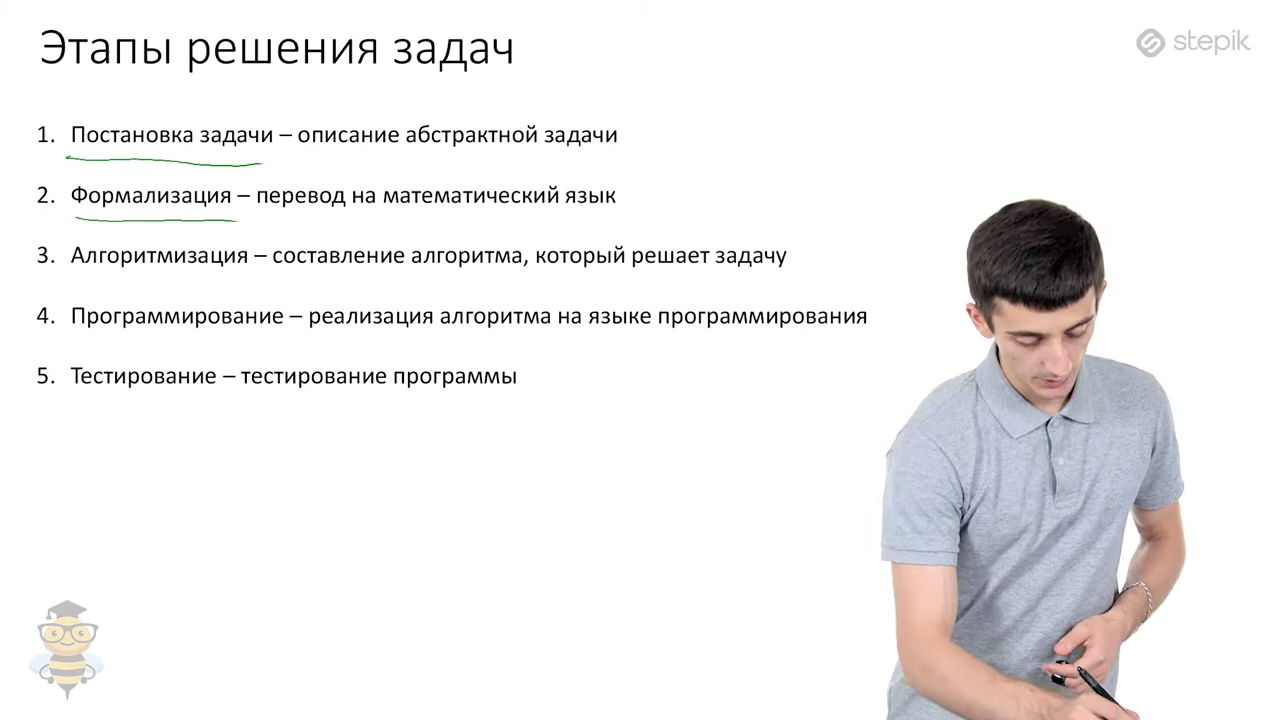 Этапы решения задач
stepik
1. Постановка задачи – описание абстрактной задачи
2. Формализация – перевод на математический язык
3. Алгоритмизация – составление алгоритма, который решает задачу
4. Программирование – реализация алгоритма на языке программирования
5. Тестирование – тестирование программы